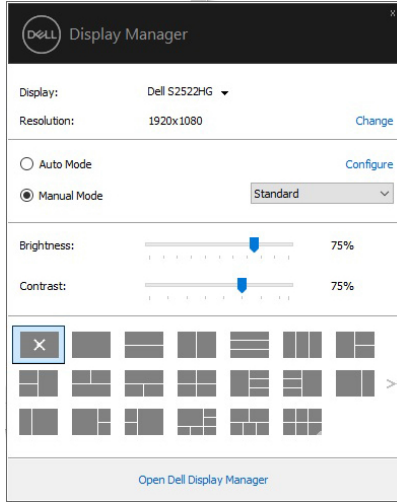 x
DELL Display Manager
Display: Dell S2522HG
Resolution: 1920x1080 Change
Auto Mode Configure
Manual Mode Standard
Brightness: 75%
Contrast: 75%
Open Dell Display Manager